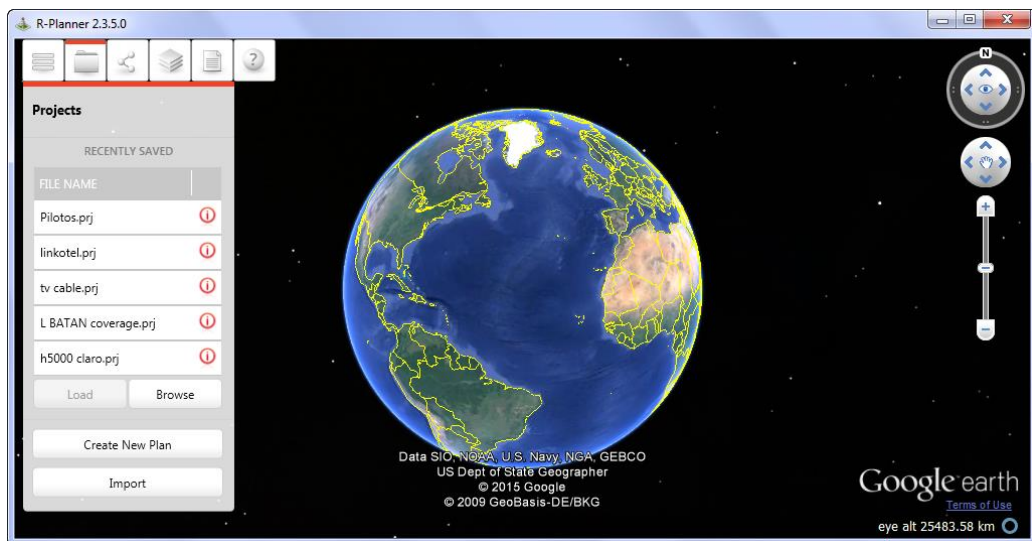 R-Planner 2.3.5.0
?
N
Projects
RECENTLY SAVED
FILE NAME
Pilotos.prj
linkotel.prj
tv cable.prj
L BATAN coverage.prj
h5000 claro.prj
Load Browse
Create New Plan
Import
Data SIO, NOAA, U.S. Navy, NGA, GEBCO
US Dept of State Geographer
© 2015 Google
© 2009 GeoBasis-DE/BKG
Google earth
Terms of Use
eye alt 25483.58 km